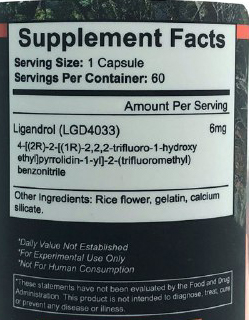 Supplement Facts
Serving Size: 1 Capsule
Servings Per Container: 60
Amount Per Serving
Ligandrol (LGD4033) 6mg
4-[(2R)-2-[(1R)-2,2,2-trifluoro-1-hydroxy
ethyl]pyrrolidin-1-yl]-2-(trifluoromethyl)
benzonitrile
Other ingredients: Rice flower, gelatin, calcium
silicate.
*Daily Value Not Established
*For Experimental Use Only
*Not For Human Consumption
*These statements have not been evaluated by the Food and Drug
Administration. This product is not intended to diagnose, treat, cure
or prevent any disease or illness.